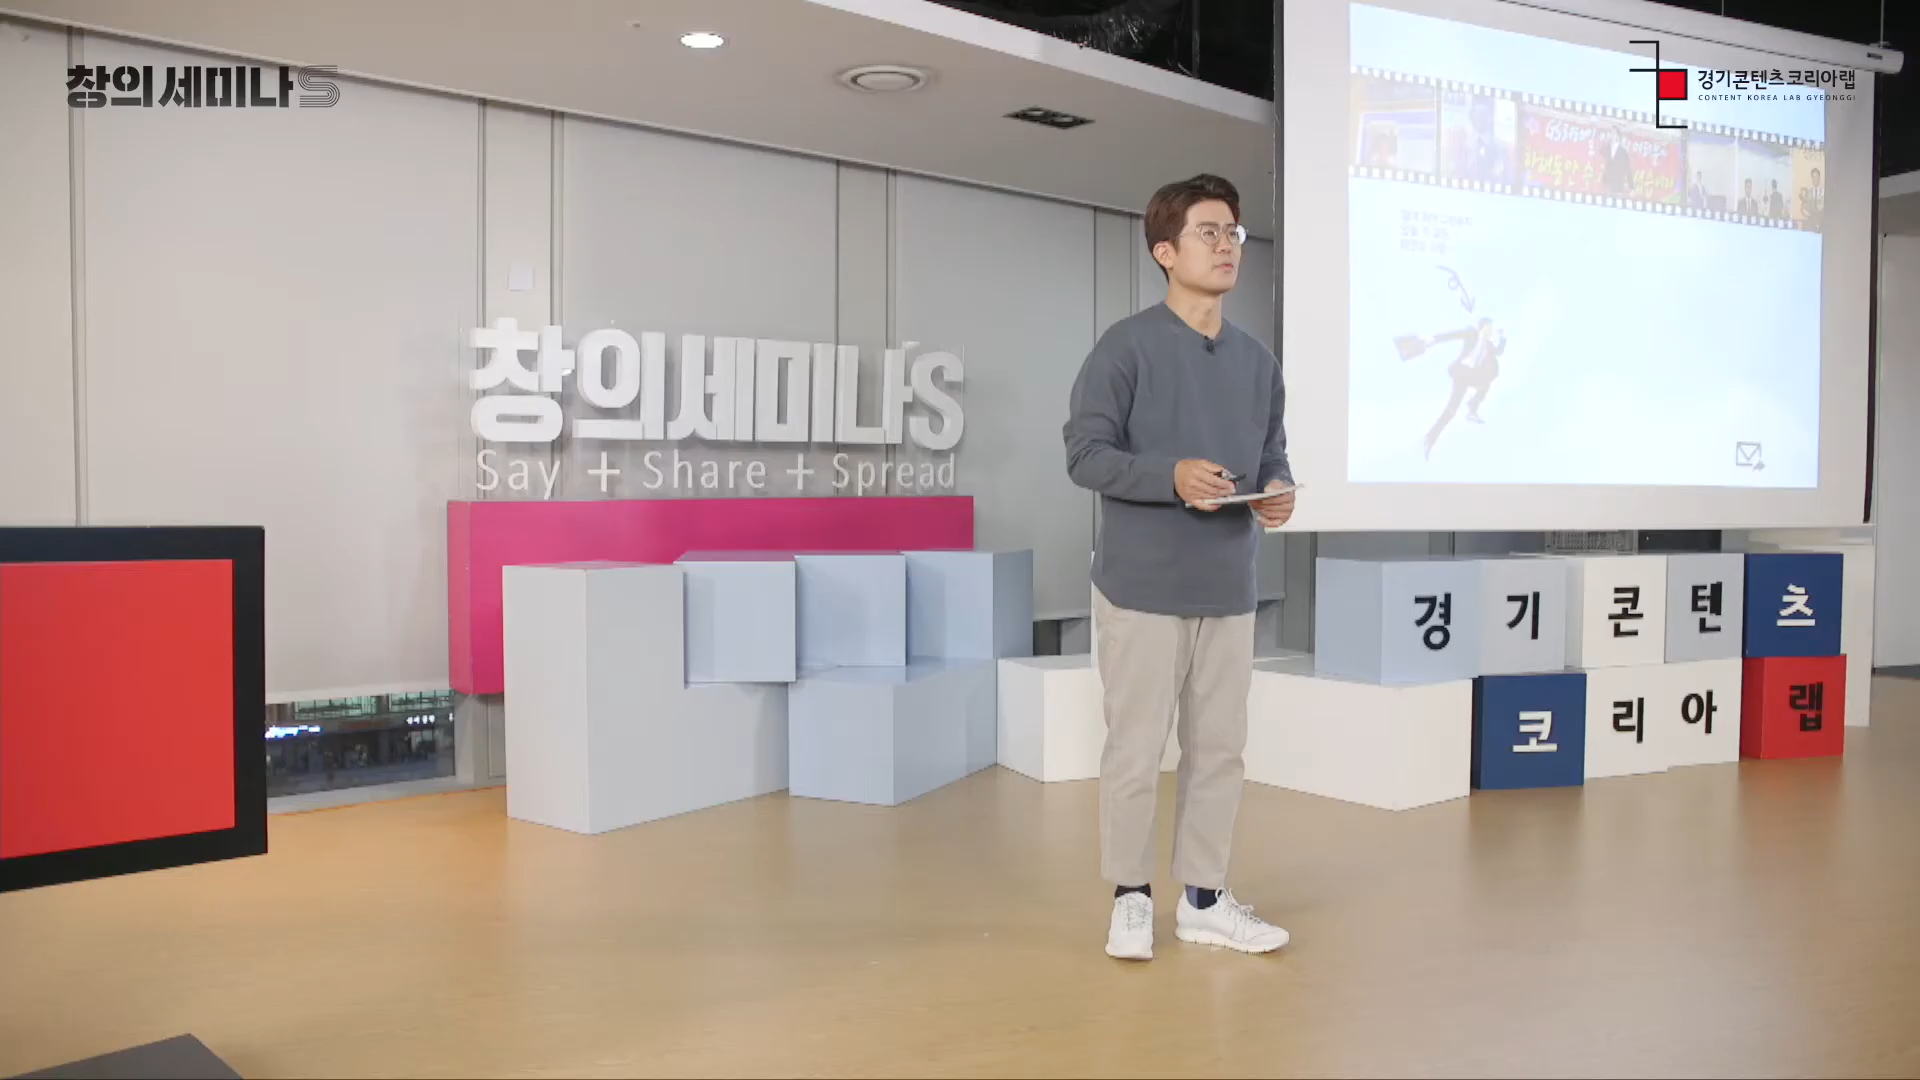 창의세미나S
경기콘텐츠코리아랩
CONTENT KOREA LAB GYEONGGI
창의세미나S
Say + Share + Spread
경기콘텐츠
코리아랩